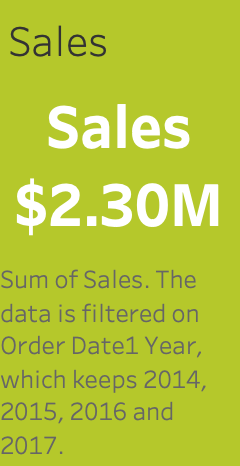 Sales
Sales
$2.30M
Sum of Sales. The
data is filtered on
Order Date1 Year,
which keeps 2014,
2015, 2016 and
2017.